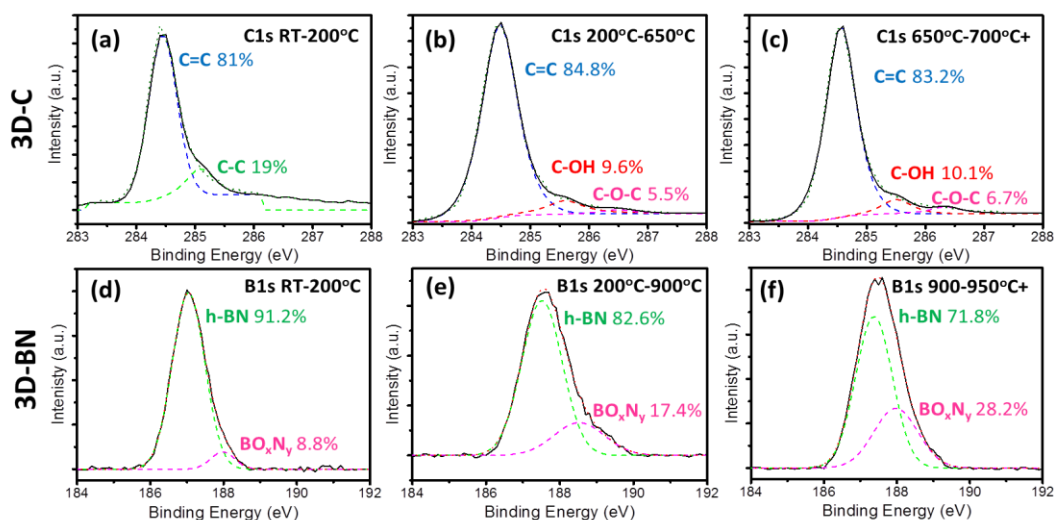 3D-C
(a)
C1s RT-200°C
C=C 81%
C-C 19%
Intensity (a.u.)
283 284 285 286 287 288
Binding Energy (eV)
(b)
C1s 200°C-650°C
C=C 84.8%
C-OH 9.6%
C-O-C 5.5%
Intensity (a.u.)
283 284 285 286 287 288
Binding Energy (eV)
(c)
C1s 650°C-700°C+
C=C 83.2%
C-OH 10.1%
C-O-C 6.7%
Intensity (a.u.)
283 284 285 286 287 288
Binding Energy (eV)
3D-BN
(d)
B1s RT-200°C
h-BN 91.2%
BOxNy 8.8%
Intenisty (a.u.)
184 186 188 190 192
Binding Energy (eV)
(e)
B1s 200°C-900°C
h-BN 82.6%
BOxNy 17.4%
Intenisty (a.u.)
184 186 188 190 192
Binding Energy (eV)
(f)
B1s 900-950°C+
h-BN 71.8%
BOxNy 28.2%
Intenisty (a.u.)
184 186 188 190 192
Binding Energy (eV)